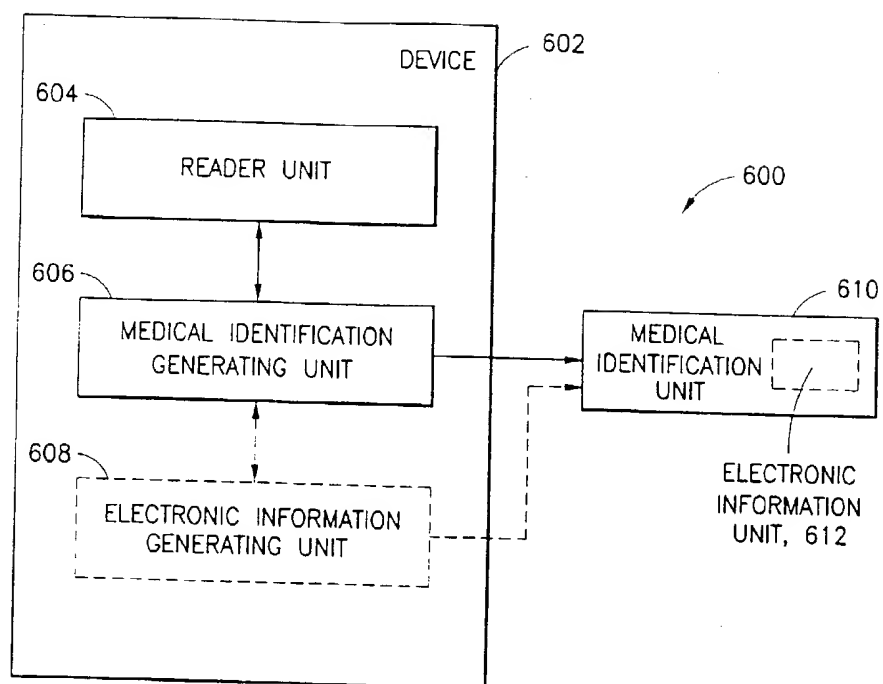 DEVICE
602
604
READER UNIT
600
606
MEDICAL IDENTIFICATION
GENERATING UNIT
610
MEDICAL
IDENTIFICATION
UNIT
608
ELECTRONIC INFORMATION
GENERATING UNIT
ELECTRONIC
INFORMATION
UNIT, 612